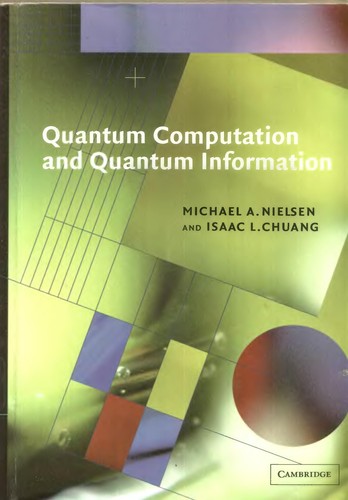 Quantum Computation
and Quantum Information
MICHAEL A. NIELSEN
AND ISAAC L. CHUANG
CAMBRIDGE